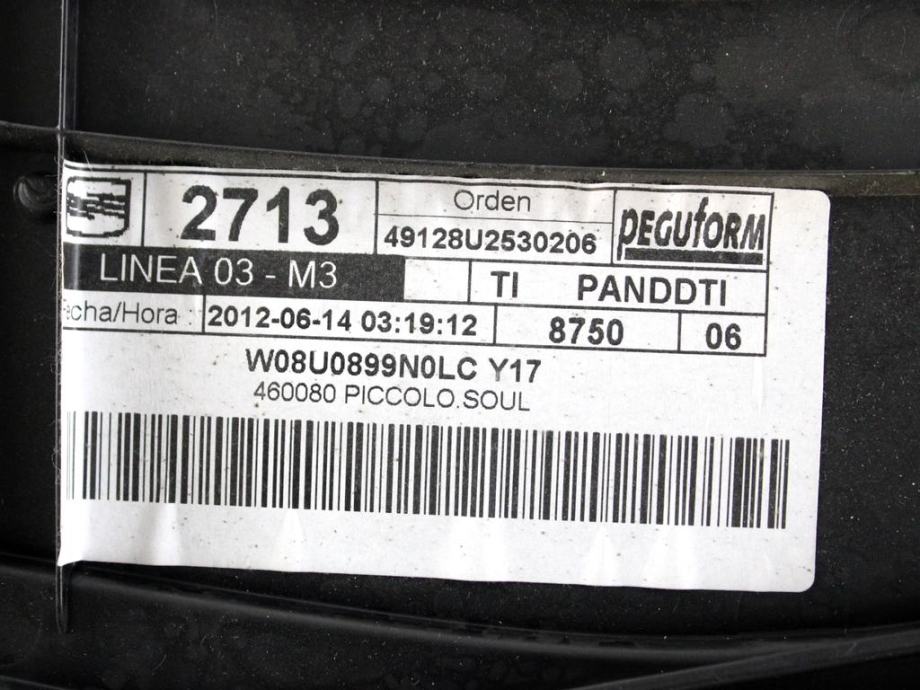 2713
Orden
49128U2530206
PEGUFORM
LINEA 03 - M3
TI PANDDTI
echa/Hora
2012-06-14 03:19:12
8750
06
W08U0899N0LC Y17
460080 PICCOLO.SOUL